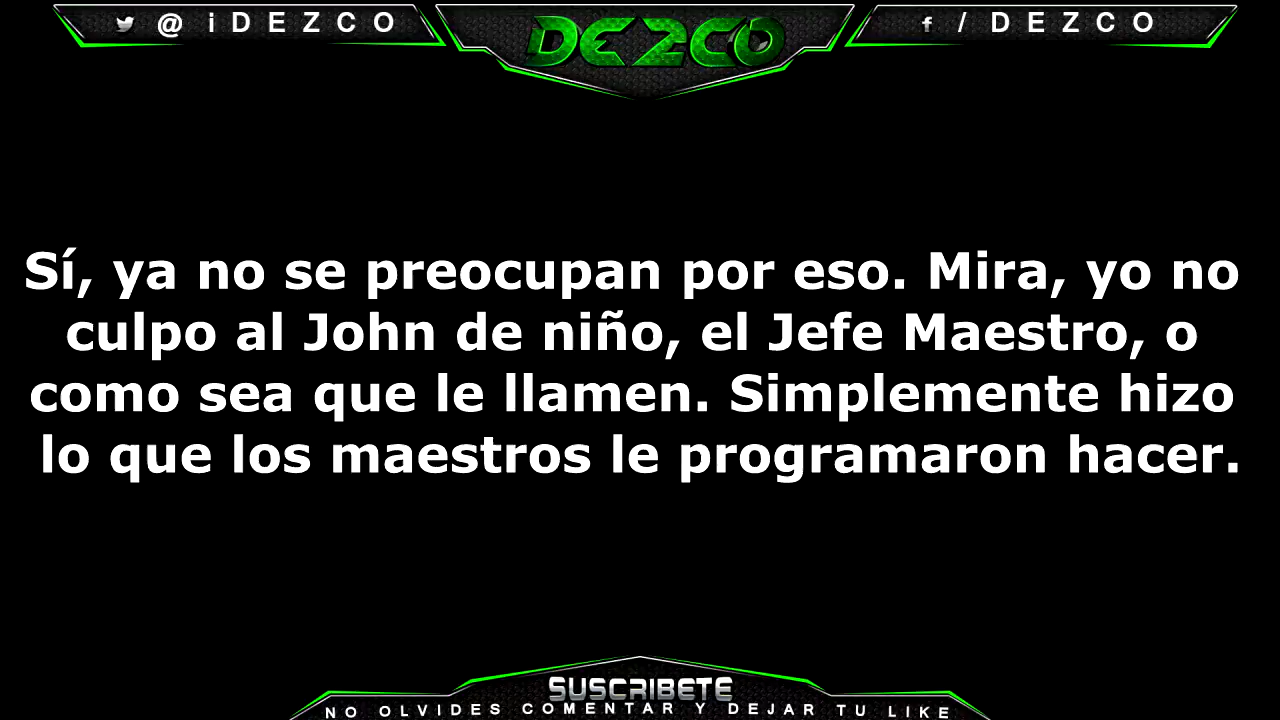 @iDEZCO
DEZCO
f / DEZCO
Sí, ya no se preocupan por eso. Mira, yo no
culpo al John de niño, el Jefe Maestro, o
como sea que le llamen. Simplemente hizo
lo que los maestros le programaron hacer.
SUSCRIBETE
NO OLVIDES COMENTAR Y DEJAR TU LIKE